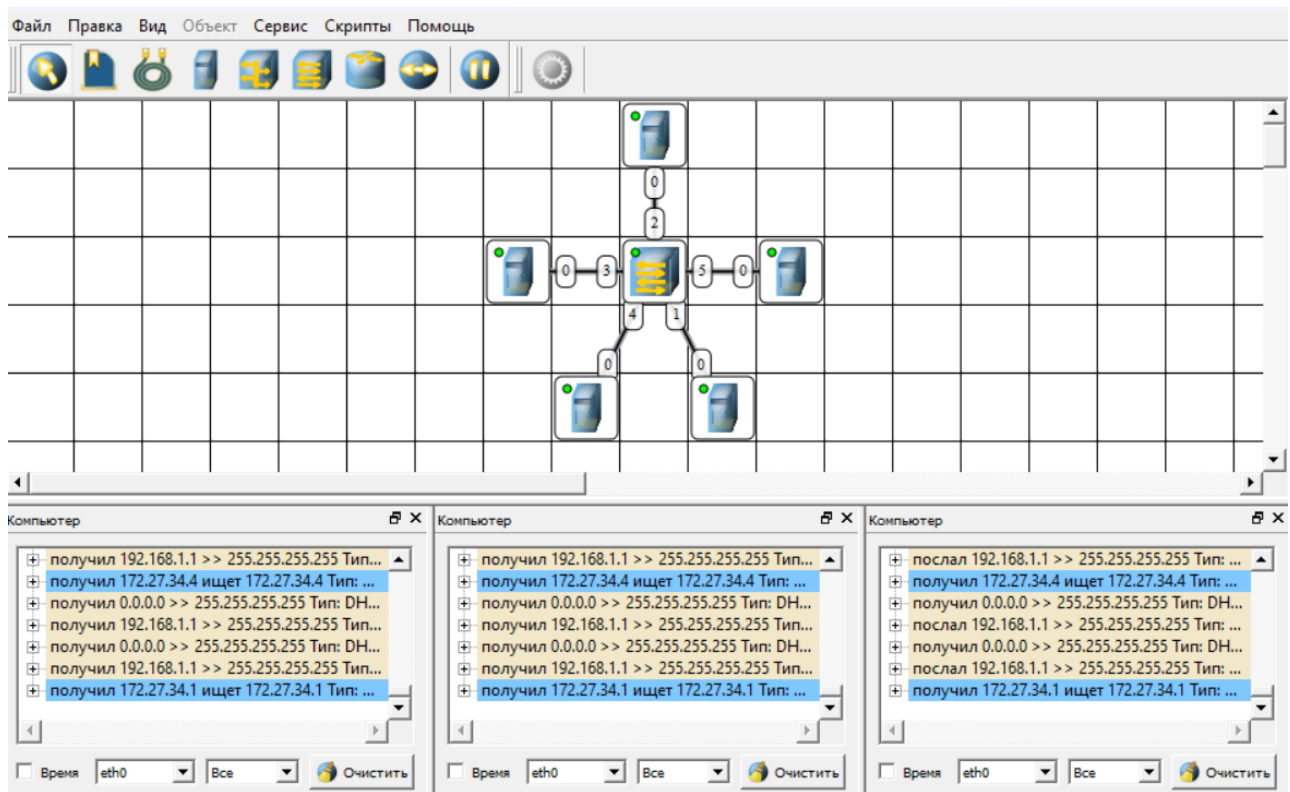 Файл Правка Вид Объект Сервис Скрипты Помощь
0
2
0 3 5 0
4 1
0 0
Компьютер Компьютер Компьютер
получил 192.168.1.1 >> 255.255.255.255 Тип...
получил 172.27.34.4 ищет 172.27.34.4 Тип: ...
получил 0.0.0.0 >> 255.255.255.255 Тип: DH...
получил 192.168.1.1 >> 255.255.255.255 Тип...
получил 0.0.0.0 >> 255.255.255.255 Тип: DH...
получил 192.168.1.1 >> 255.255.255.255 Тип...
получил 172.27.34.1 ищет 172.27.34.1 Тип: ...
Время eth0 Все Очистить
получил 192.168.1.1 >> 255.255.255.255 Тип...
получил 172.27.34.4 ищет 172.27.34.4 Тип: ...
получил 0.0.0.0 >> 255.255.255.255 Тип: DH...
получил 192.168.1.1 >> 255.255.255.255 Тип...
получил 0.0.0.0 >> 255.255.255.255 Тип: DH...
получил 192.168.1.1 >> 255.255.255.255 Тип...
получил 172.27.34.1 ищет 172.27.34.1 Тип: ...
Время eth0 Все Очистить
послал 192.168.1.1 >> 255.255.255.255 Тип: ...
получил 172.27.34.4 ищет 172.27.34.4 Тип: ...
получил 0.0.0.0 >> 255.255.255.255 Тип: DH...
послал 192.168.1.1 >> 255.255.255.255 Тип: ...
получил 0.0.0.0 >> 255.255.255.255 Тип: DH...
послал 192.168.1.1 >> 255.255.255.255 Тип: ...
получил 172.27.34.1 ищет 172.27.34.1 Тип: ...
Время eth0 Все Очистить